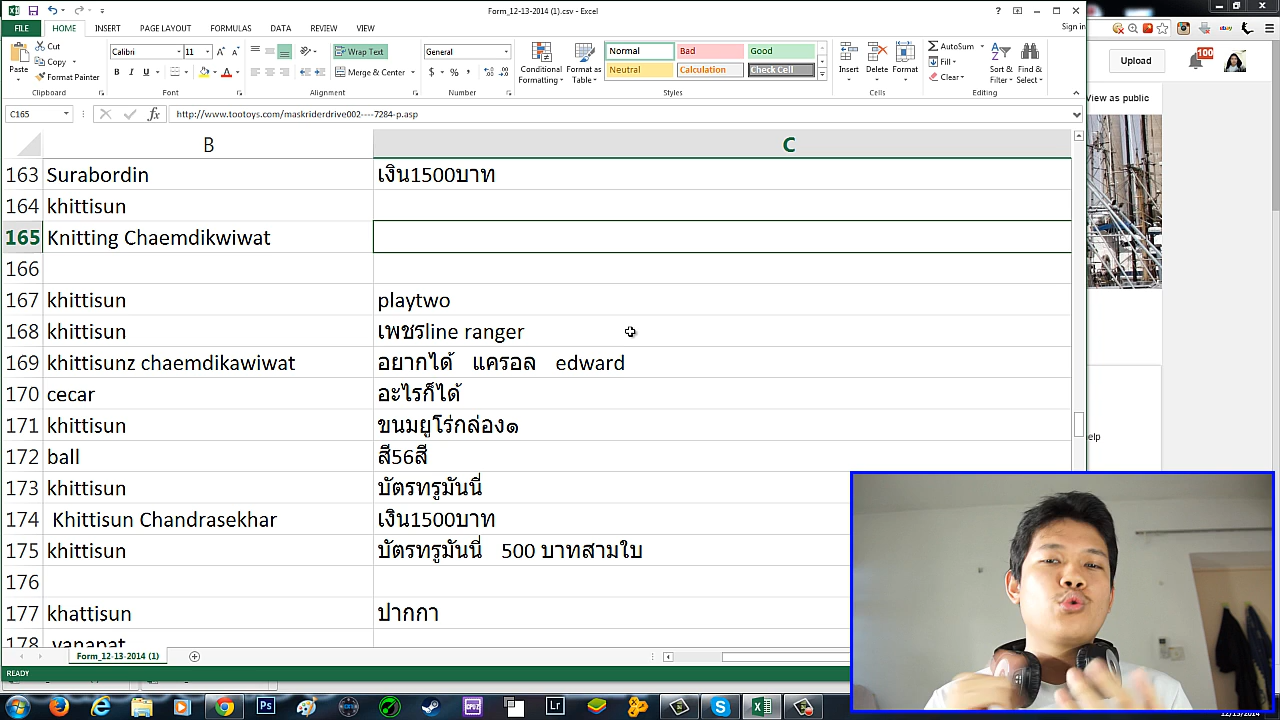 Form_12-13-2014 (1).csv - Excel
FILE HOME INSERT PAGE LAYOUT FORMULAS DATA REVIEW VIEW Sign in
Paste Cut Copy Format Painter
Clipboard
Calibri 11
B I U
Font
Wrap Text
Merge & Center
Alignment
General
$ % ,
Number
Conditional Formatting
Format as Table
Normal Bad Good
Neutral Calculation Check Cell
Styles
Insert Delete Format
Cells
AutoSum
Fill
Clear
Sort & Filter
Find & Select
Editing
C165 fx http://www.tootoys.com/maskriderdrive002----7284-p.asp
B C
163 Surabordin เงิน1500บาท
164 khittisun
165 Knitting Chaemdikwiwat
166
167 khittisun playtwo
168 khittisun เพชรline ranger
169 khittisunz chaemdikawiwat อยากได้ แครอล edward
170 cecar อะไรก็ได้
171 khittisun ขนมยูโร่กล่อง๑
172 ball สี56สี
173 khittisun บัตรทรูมันนี่
174 Khittisun Chandrasekhar เงิน1500บาท
175 khittisun บัตรทรูมันนี่ 500 บาทสามใบ
176
177 khattisun ปากกา
178 yanapat
Form_12-13-2014 (1)
READY
Upload 100
View as public
elp
Ps Lr
12/13/2014